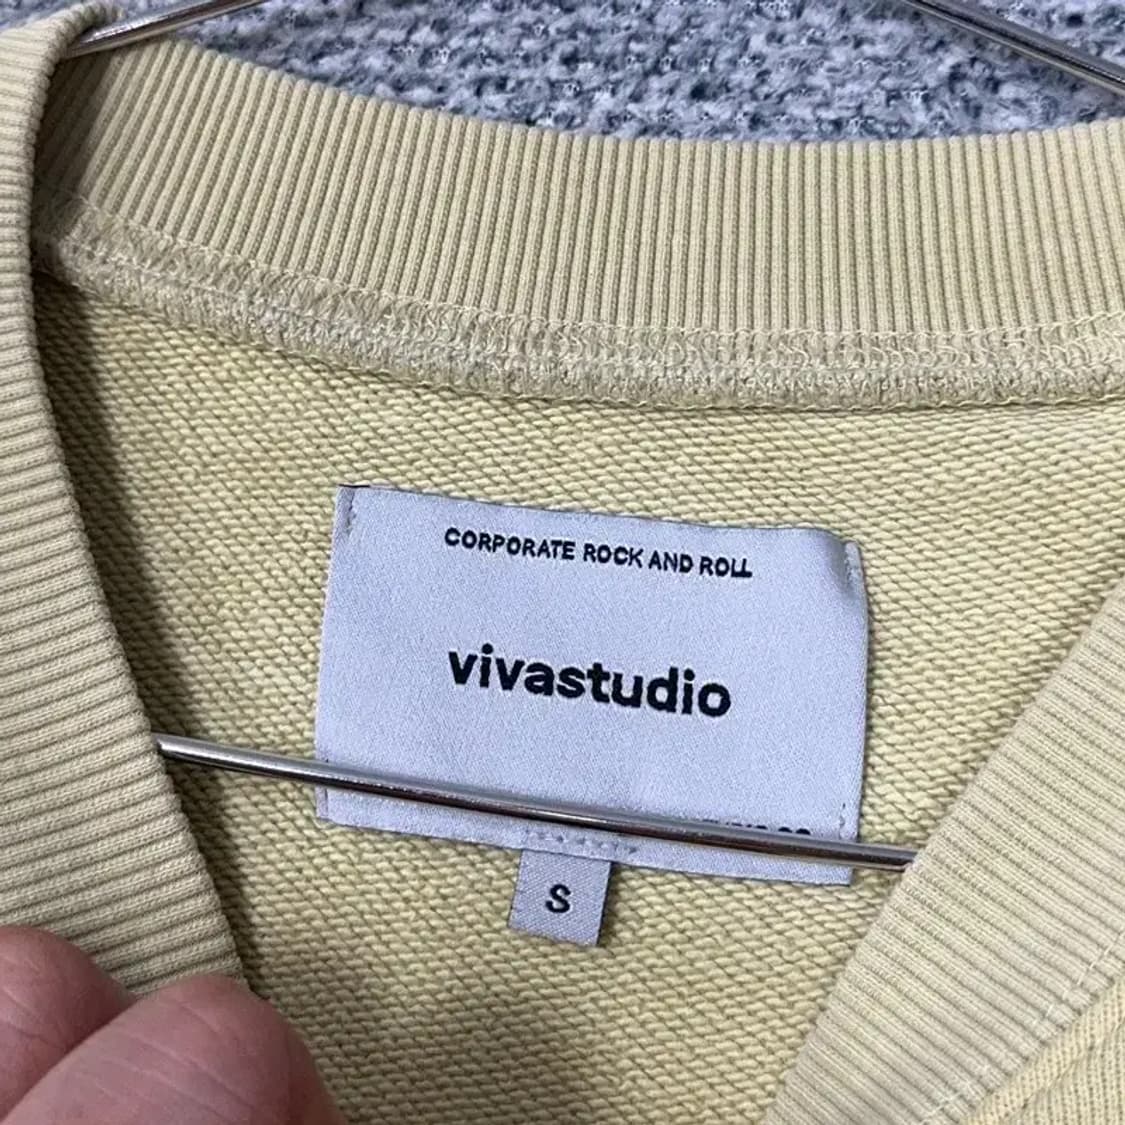 CORPORATE ROCK AND ROLL
vivastudio
S